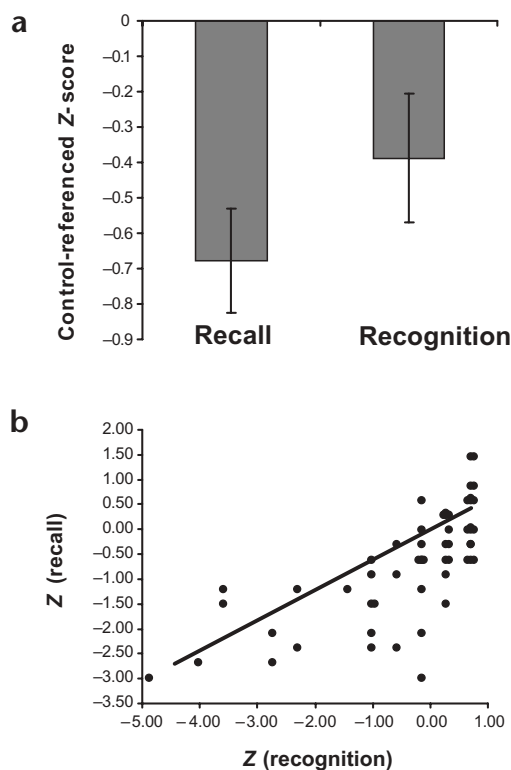 a
Control-referenced Z-score
0
–0.1
–0.2
–0.3
–0.4
–0.5
–0.6
–0.7
–0.8
–0.9
Recall
Recognition
b
Z (recall)
2.00
1.50
1.00
0.50
0.00
–0.50
–1.00
–1.50
–2.00
–2.50
–3.00
–3.50
–5.00 –4.00 –3.00 –2.00 –1.00 0.00 1.00
Z (recognition)